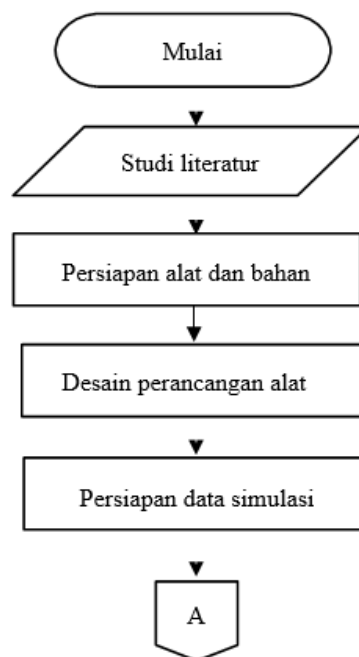 Mulai
Studi literatur
Persiapan alat dan bahan
Desain perancangan alat
Persiapan data simulasi
A